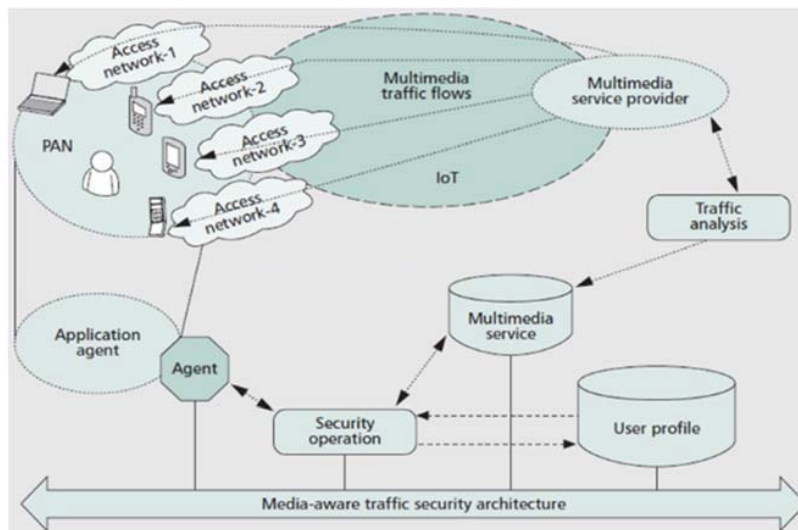 Access
network-1
Access
network-2
Access
network-3
Access
network-4
PAN
Multimedia
traffic flows
IoT
Multimedia
service provider
Traffic
analysis
Multimedia
service
Application
agent
Agent
Security
operation
User profile
Media-aware traffic security architecture